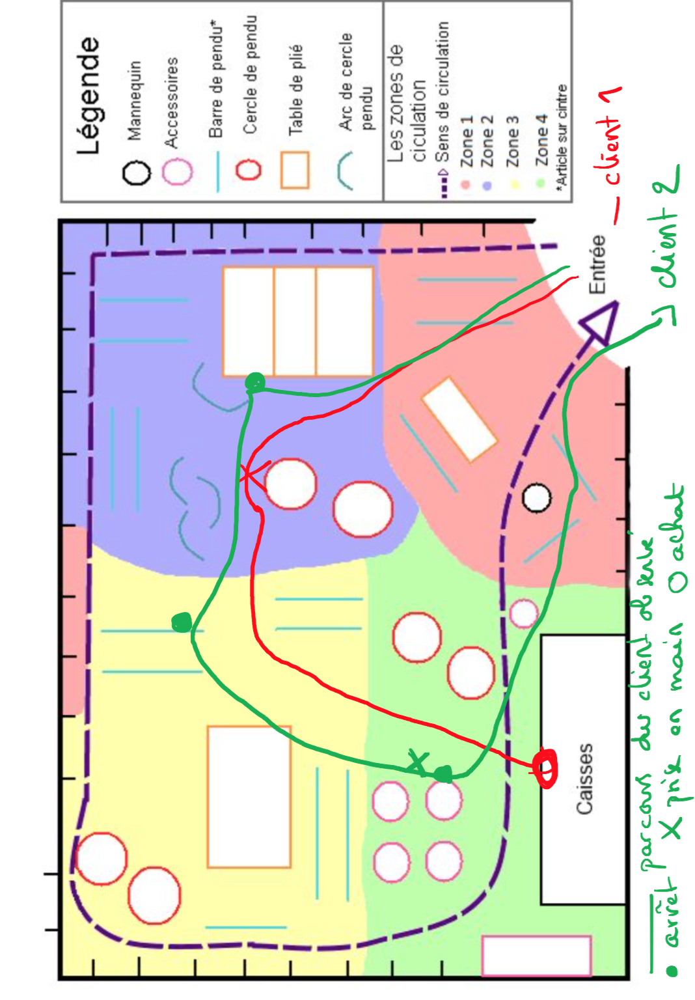 Légende
Mannequin
Accessoires
Barre de pendu*
Cercle de pendu
Table de plié
Arc de cercle
pendu
Les zones de
ciculation
Sens de circulation
Zone 1
Zone 2
Zone 3
Zone 4
*Article sur cintre
Entrée
Caisses
— client 1
client 2
parcours du client observé
• arrêt X prise en main O achat